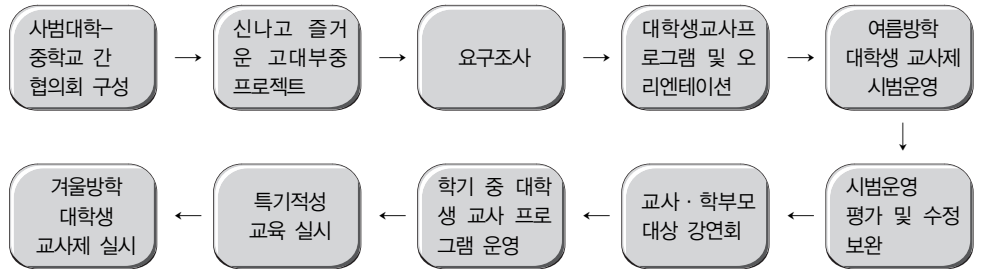 사범대학-
중학교 간
협의회 구성
신나고 즐거
운 고대부중
프로젝트
요구조사
대학생교사프
로그램 및 오
리엔테이션
여름방학
대학생 교사제
시범운영
시범운영
평가 및 수정
보완
교사 · 학부모
대상 강연회
학기 중 대학
생 교사 프로
그램 운영
특기적성
교육 실시
겨울방학
대학생
교사제 실시